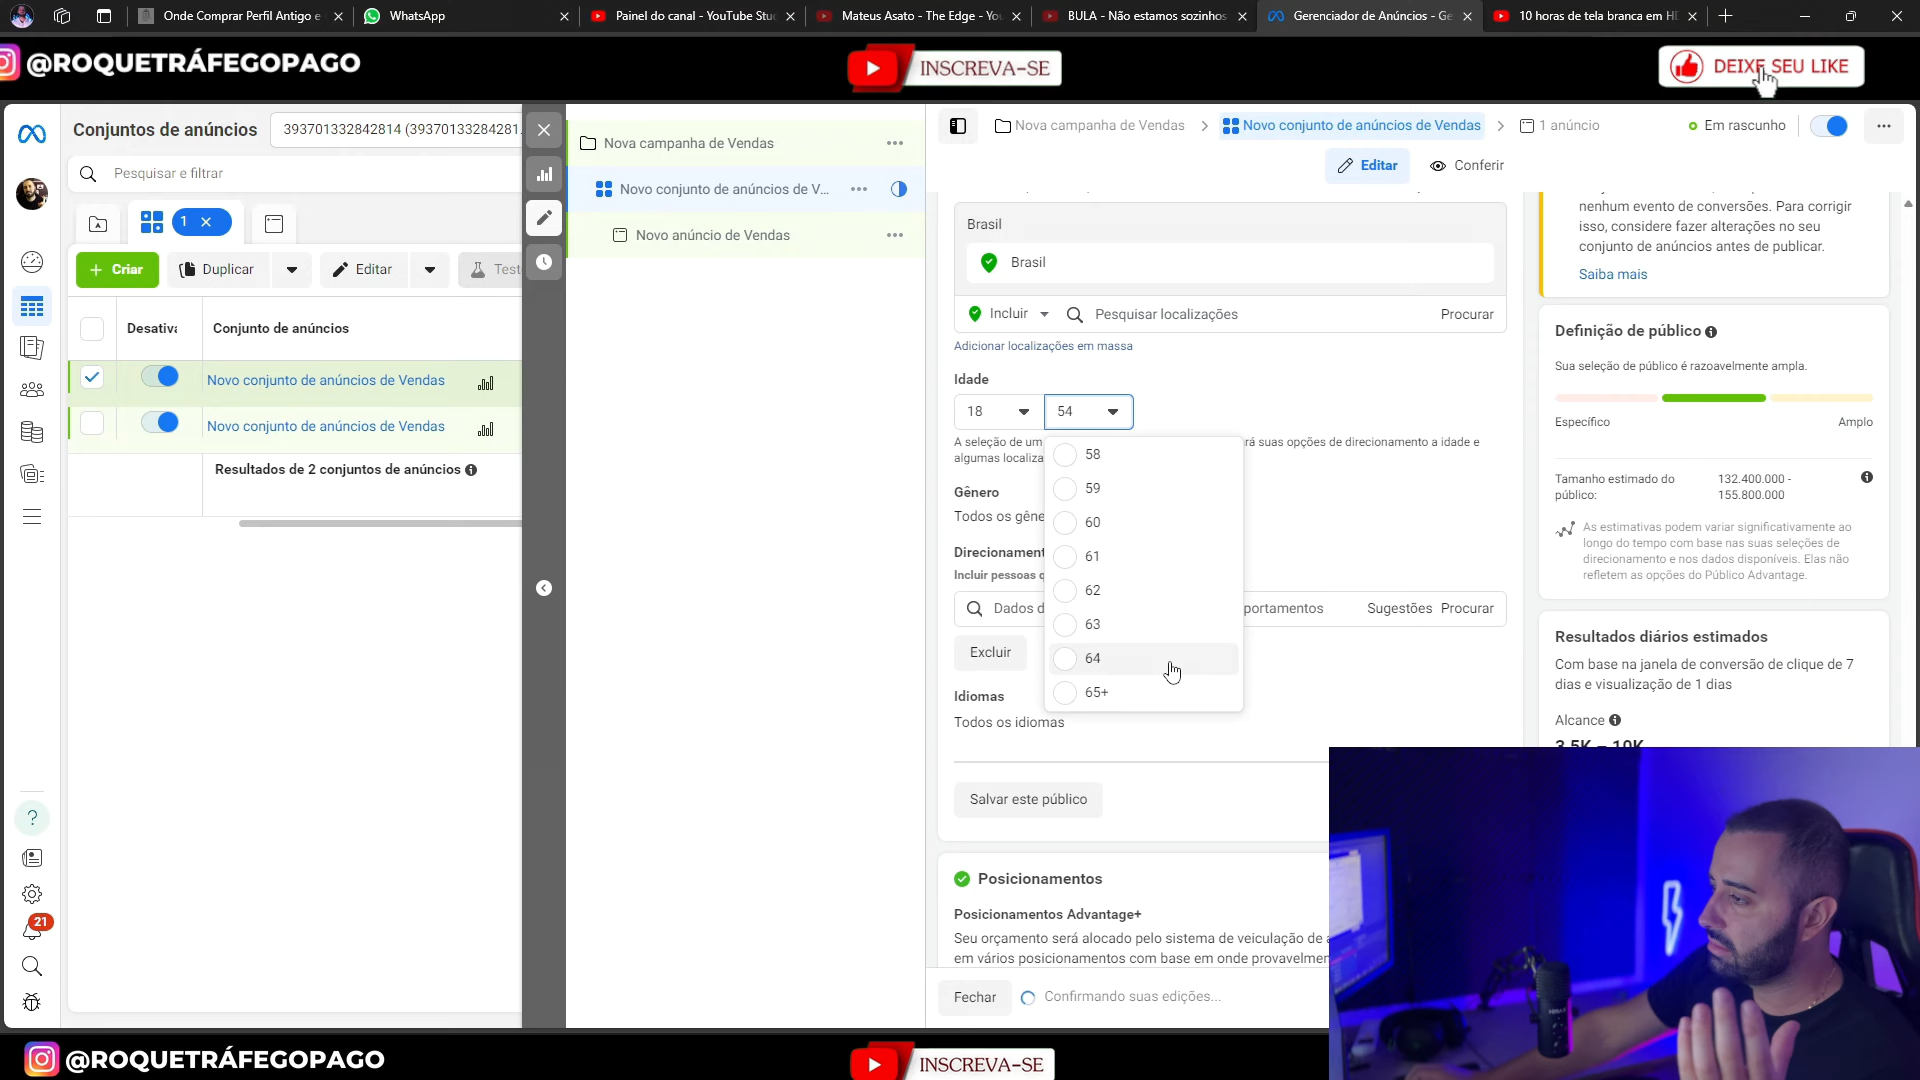 Onde Comprar Perfil Antigo e
WhatsApp
Painel do canal - YouTube Stu
Mateus Asato - The Edge - Yo
BULA - Não estamos sozinhos
Gerenciador de Anúncios - Ge
10 horas de tela branca em H
@ROQUETRÁFEGOPAGO
INSCREVA-SE
DEIXE SEU LIKE
Conjuntos de anúncios
393701332842814 (39370133284281.
Pesquisar e filtrar
1
Criar
Duplicar
Editar
Test
Desativa
Conjunto de anúncios
Novo conjunto de anúncios de Vendas
Novo conjunto de anúncios de Vendas
Resultados de 2 conjuntos de anúncios
21
Nova campanha de Vendas
Novo conjunto de anúncios de V...
Novo anúncio de Vendas
Nova campanha de Vendas
Novo conjunto de anúncios de Vendas
1 anúncio
Em rascunho
Editar
Conferir
Brasil
Brasil
Incluir
Pesquisar localizações
Procurar
Adicionar localizações em massa
Idade
18
54
A seleção de um
rá suas opções de direcionamento a idade e
algumas localiza
58
59
60
61
62
63
64
65+
Gênero
Todos os gêne
Direcionament
Incluir pessoas q
Dados d
portamentos
Sugestões
Procurar
Excluir
Idiomas
Todos os idiomas
Salvar este público
Posicionamentos
Posicionamentos Advantage+
Seu orçamento será alocado pelo sistema de veiculação de a
em vários posicionamentos com base em onde provavelmen
Fechar
Confirmando suas edições...
nenhum evento de conversões. Para corrigir
isso, considere fazer alterações no seu
conjunto de anúncios antes de publicar.
Saiba mais
Definição de público
Sua seleção de público é razoavelmente ampla.
Específico
Amplo
Tamanho estimado do
público:
132.400.000 -
155.800.000
As estimativas podem variar significativamente ao
longo do tempo com base nas suas seleções de
direcionamento e nos dados disponíveis. Elas não
refletem as opções do Público Advantage.
Resultados diários estimados
Com base na janela de conversão de clique de 7
dias e visualização de 1 dias
Alcance
3,5K – 10K
@ROQUETRÁFEGOPAGO
INSCREVA-SE